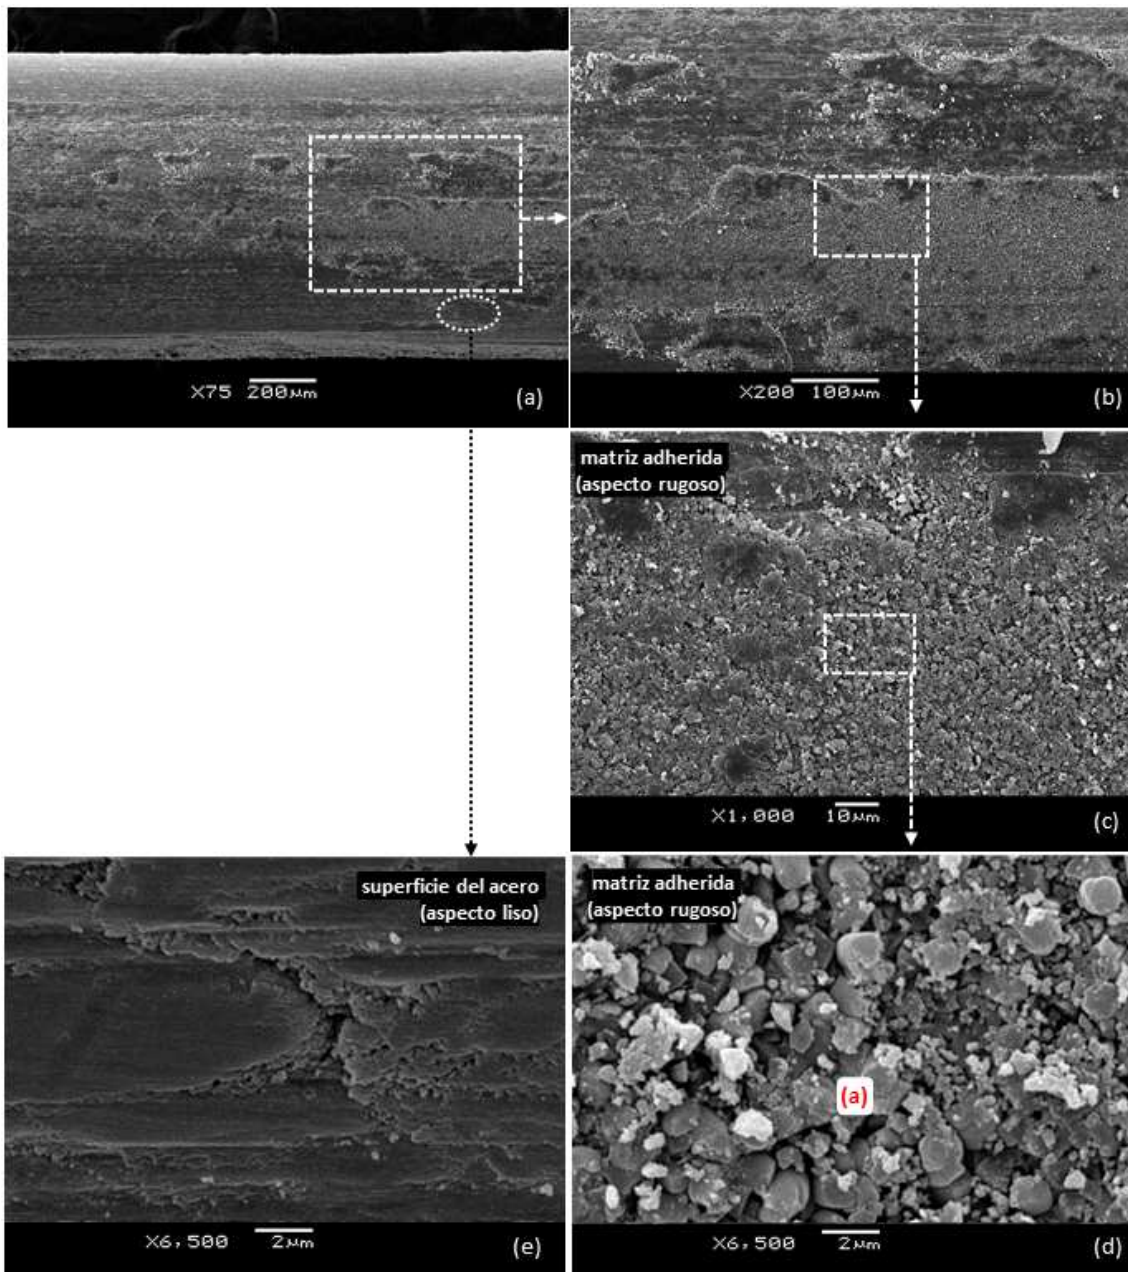 X75 200μm
(a)
X200 100μm
(b)
matriz adherida
(aspecto rugoso)
X1,000 10μm
(c)
superficie del acero
(aspecto liso)
X6,500 2μm
(e)
matriz adherida
(aspecto rugoso)
(a)
X6,500 2μm
(d)